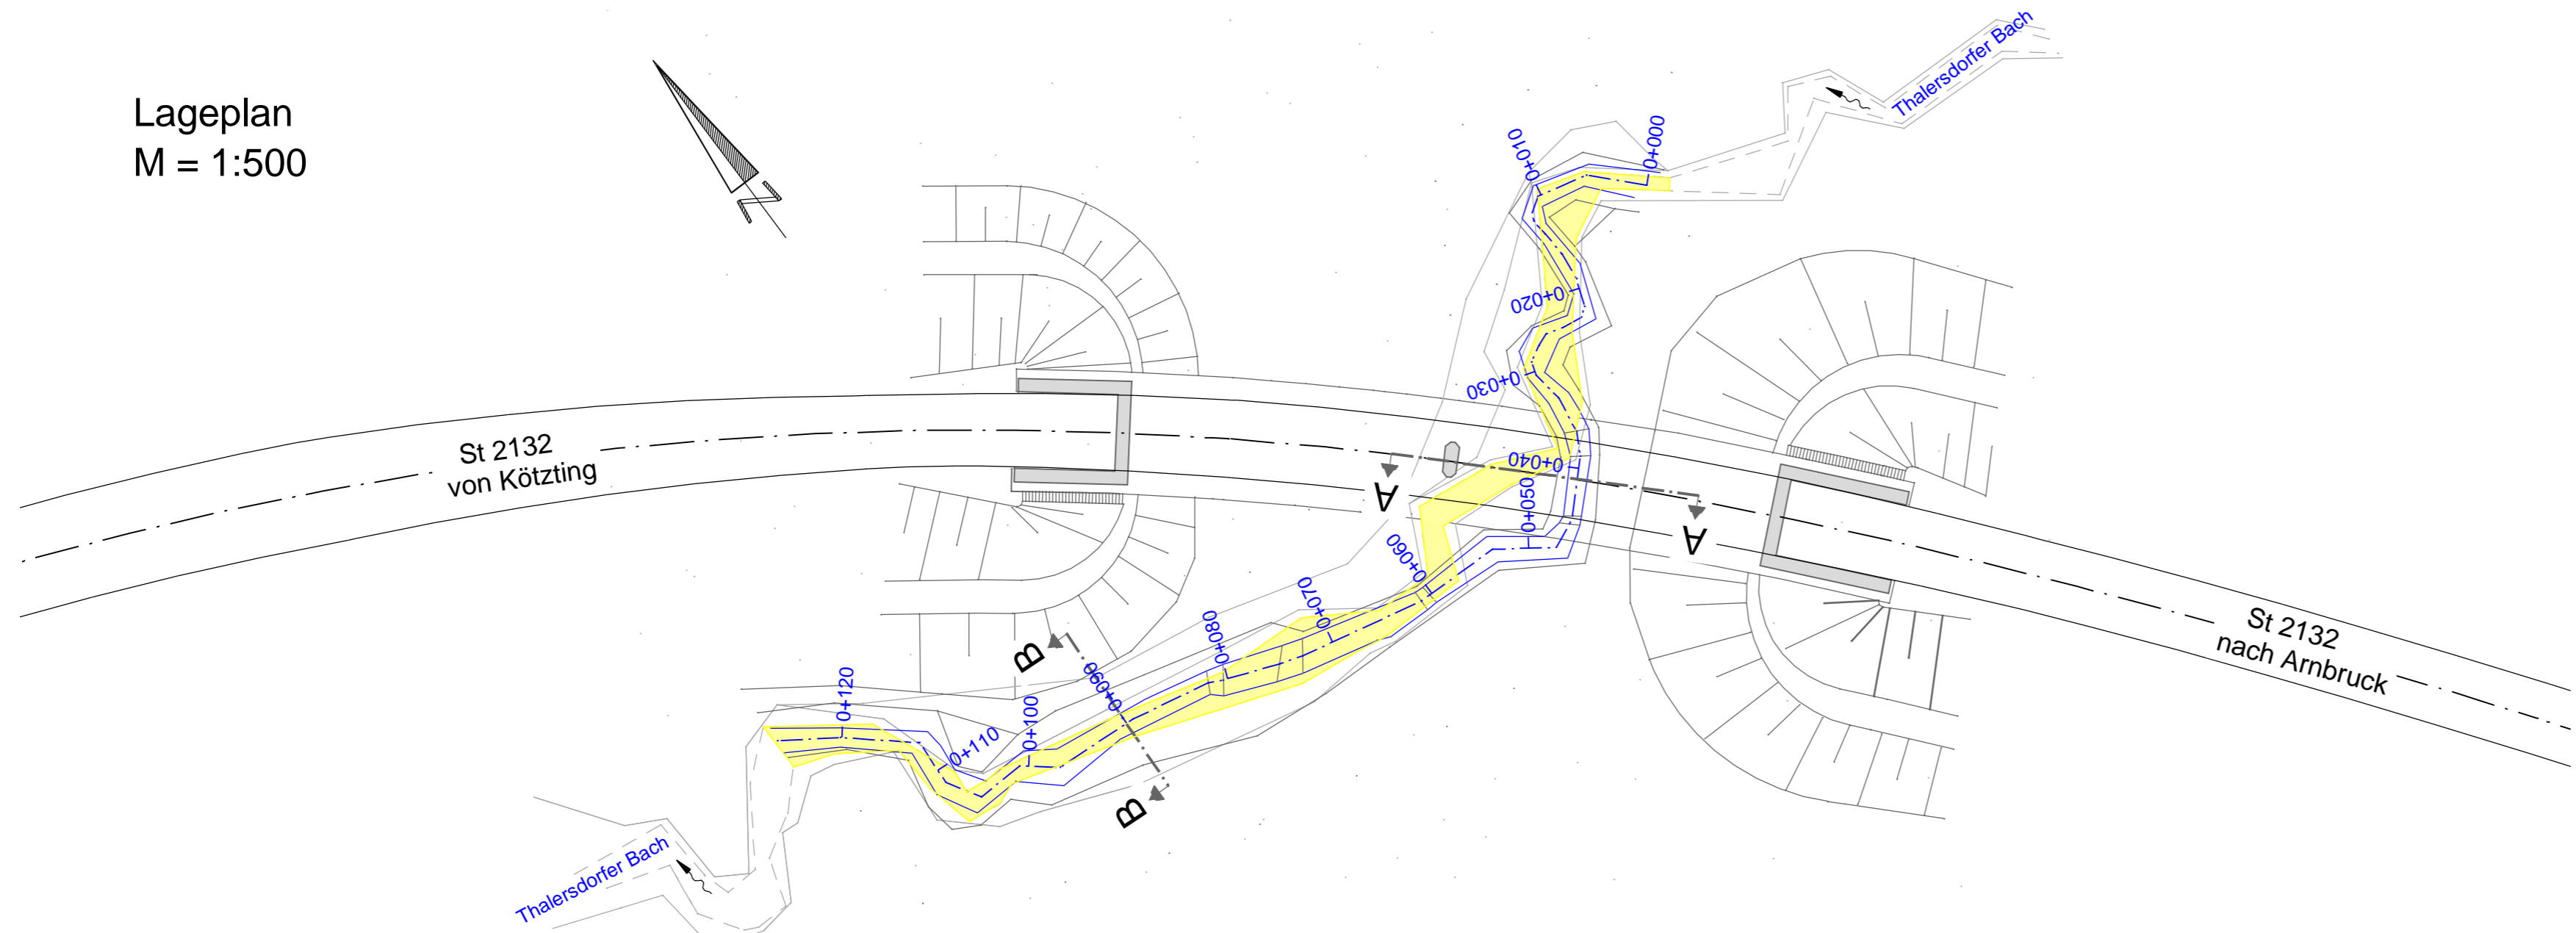 Lageplan
M = 1:500
N
Thalersdorfer Bach
0+000
0+010
0+020
0+030
0+040
0+050
0+060
0+070
0+080
0+090
0+100
0+110
0+120
A
A
B
B
St 2132
von Kötzting
St 2132
nach Arnbruck
Thalersdorfer Bach